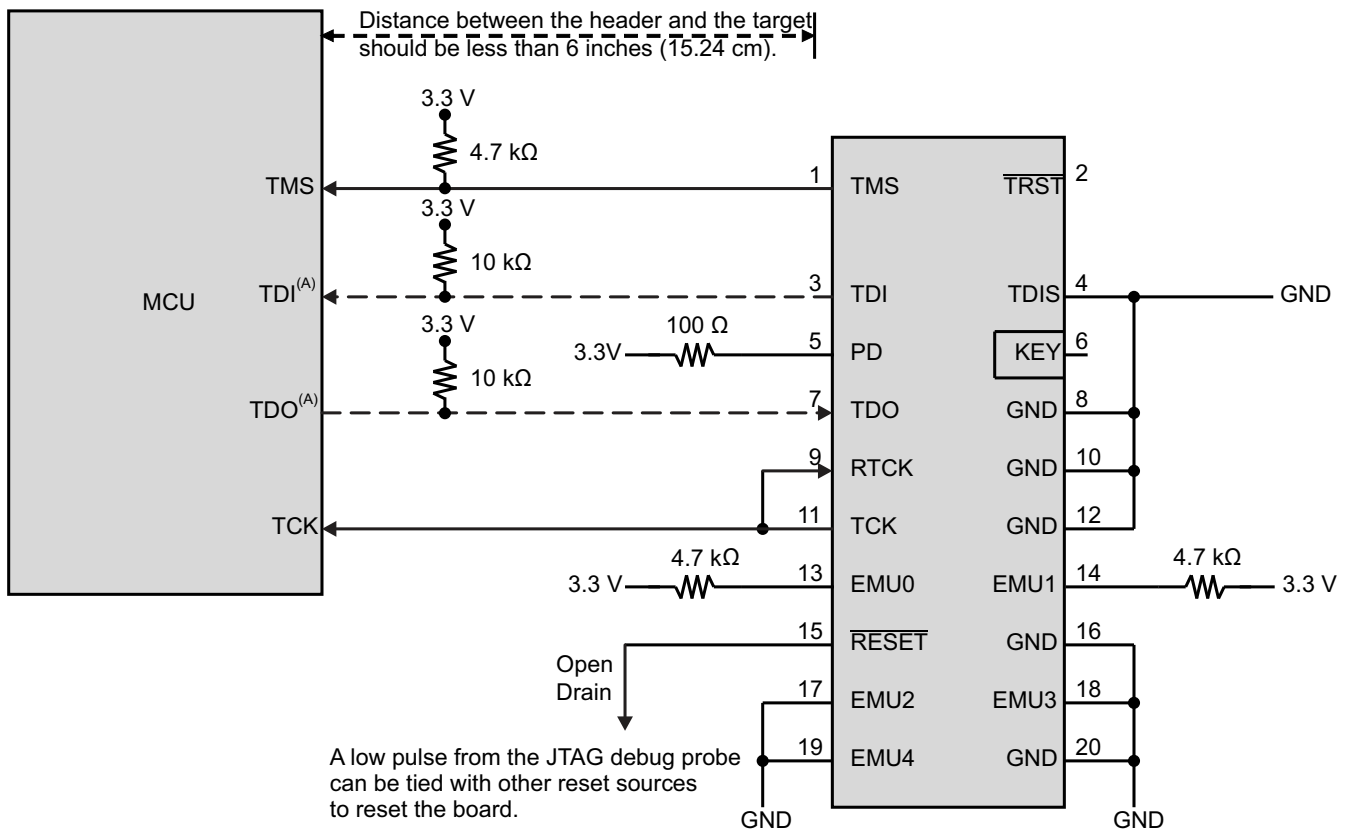 Distance between the header and the target
should be less than 6 inches (15.24 cm).
3.3 V
4.7 kΩ
TMS
1
TMS
TRST
2
3.3 V
10 kΩ
MCU
TDI(A)
3
TDI
TDIS
4
GND
3.3 V
100 Ω
3.3V
5
PD
KEY
6
10 kΩ
TDO(A)
7
TDO
GND
8
9
RTCK
GND
10
TCK
11
TCK
GND
12
4.7 kΩ
3.3 V
13
EMU0
EMU1
14
4.7 kΩ
3.3 V
15
RESET
GND
16
Open
Drain
17
EMU2
EMU3
18
A low pulse from the JTAG debug probe
can be tied with other reset sources
to reset the board.
19
EMU4
GND
20
GND
GND